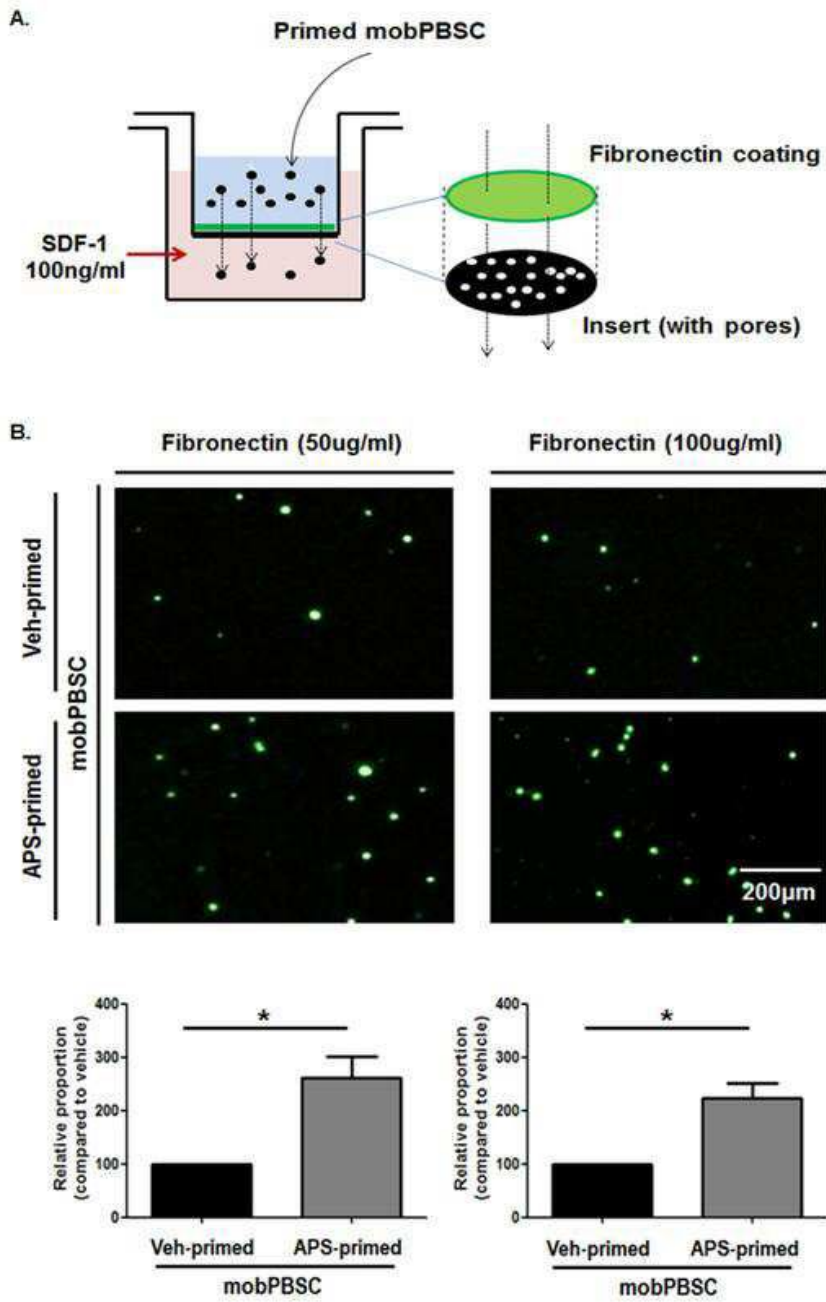 A.
Primed mobPBSC
Fibronectin coating
SDF-1
100ng/ml
Insert (with pores)
B.
Fibronectin (50ug/ml)
Fibronectin (100ug/ml)
Veh-primed
APS-primed
mobPBSC
200µm
Relative proportion
(compared to vehicle)
400
300
200
100
0
*
Veh-primed
APS-primed
mobPBSC
Relative proportion
(compared to vehicle)
400
300
200
100
0
*
Veh-primed
APS-primed
mobPBSC